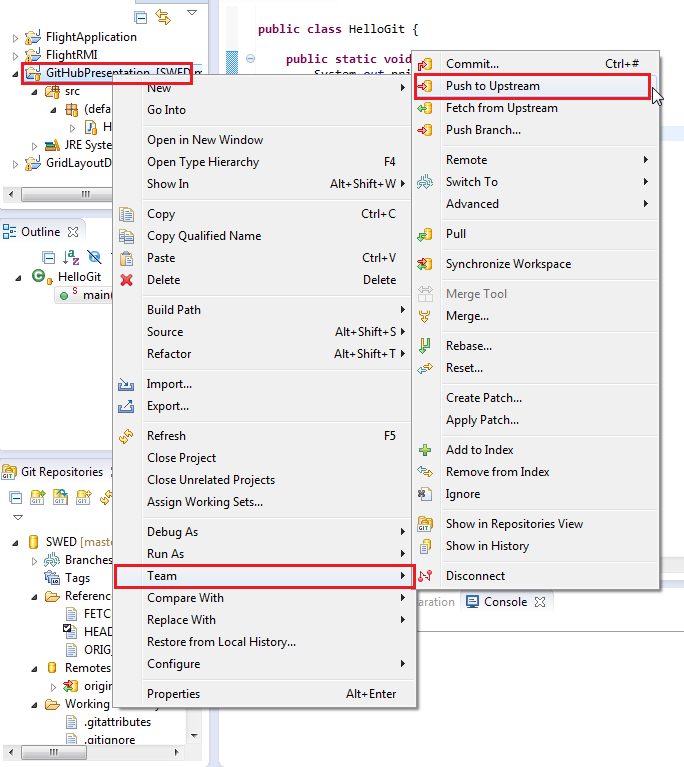 FlightApplication
FlightRMI
GitHubPresentation [SWED m
src
(defa
H
JRE System
GridLayoutD
public class HelloGit {
public static void
Outline
HelloGit
main(
Git Repositories
SWED [maste
Branches
Tags
Reference
FETC
HEAD
ORIG_
Remotes
origin
Working
.gitattributes
.gitignore
New
Go Into
Open in New Window
Open Type Hierarchy F4
Show In Alt+Shift+W
Copy Ctrl+C
Copy Qualified Name
Paste Ctrl+V
Delete Delete
Build Path
Source Alt+Shift+S
Refactor Alt+Shift+T
Import...
Export...
Refresh F5
Close Project
Close Unrelated Projects
Assign Working Sets...
Debug As
Run As
Team
Compare With
Replace With
Restore from Local History...
Configure
Properties Alt+Enter
Commit... Ctrl+#
Push to Upstream
Fetch from Upstream
Push Branch...
Remote
Switch To
Advanced
Pull
Synchronize Workspace
Merge Tool
Merge...
Rebase...
Reset...
Create Patch...
Apply Patch...
Add to Index
Remove from Index
Ignore
Show in Repositories View
Show in History
Disconnect
aration
Console